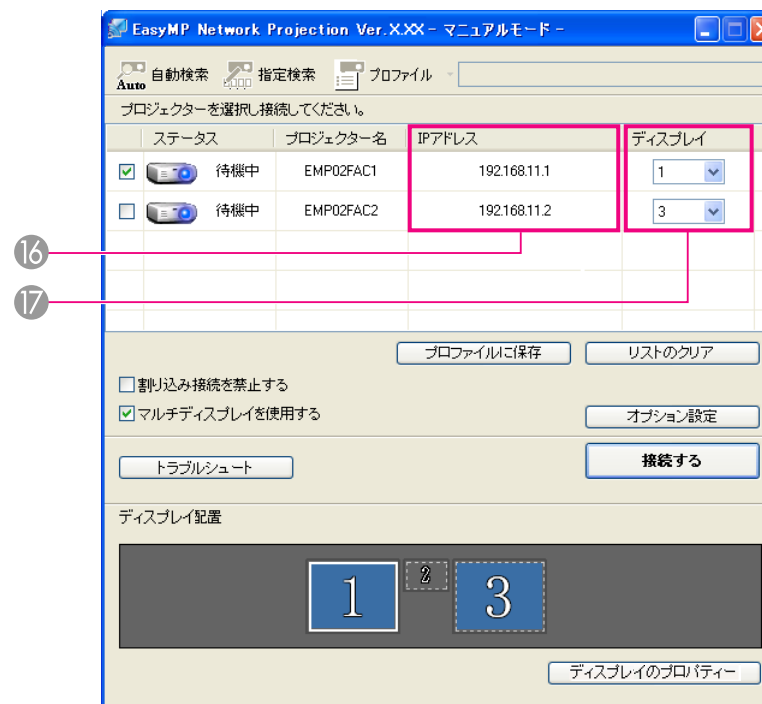 EasyMP Network Projection Ver.X.XX - マニュアルモード -
Auto 自動検索 指定検索 プロファイル
プロジェクターを選択し接続してください。
ステータス プロジェクター名 IPアドレス ディスプレイ
待機中 EMP02FAC1 192.168.11.1 1
待機中 EMP02FAC2 192.168.11.2 3
16
17
プロファイルに保存 リストのクリア
割り込み接続を禁止する
マルチディスプレイを使用する オプション設定
トラブルシュート 接続する
ディスプレイ配置
1 2 3
ディスプレイのプロパティー